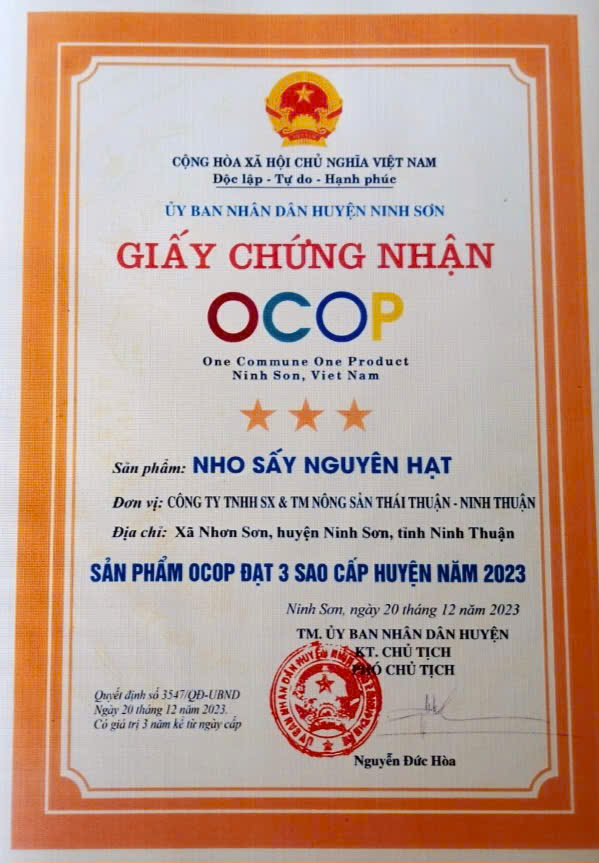 CỘNG HÒA XÃ HỘI CHỦ NGHĨA VIỆT NAM
Độc lập - Tự do - Hạnh phúc
ỦY BAN NHÂN DÂN HUYỆN NINH SƠN
GIẤY CHỨNG NHẬN
OCOP
One Commune One Product
Ninh Son, Viet Nam
Sản phẩm: NHO SẤY NGUYÊN HẠT
Đơn vị: CÔNG TY TNHH SX & TM NÔNG SẢN THÁI THUẬN - NINH THUẬN
Địa chỉ: Xã Nhơn Sơn, huyện Ninh Sơn, tỉnh Ninh Thuận
SẢN PHẨM OCOP ĐẠT 3 SAO CẤP HUYỆN NĂM 2023
Ninh Sơn, ngày 20 tháng 12 năm 2023
TM. ỦY BAN NHÂN DÂN HUYỆN
KT. CHỦ TỊCH
PHÓ CHỦ TỊCH
Quyết định số 3547/QĐ-UBND
Ngày 20 tháng 12 năm 2023.
Có giá trị 3 năm kể từ ngày cấp
Nguyễn Đức Hòa